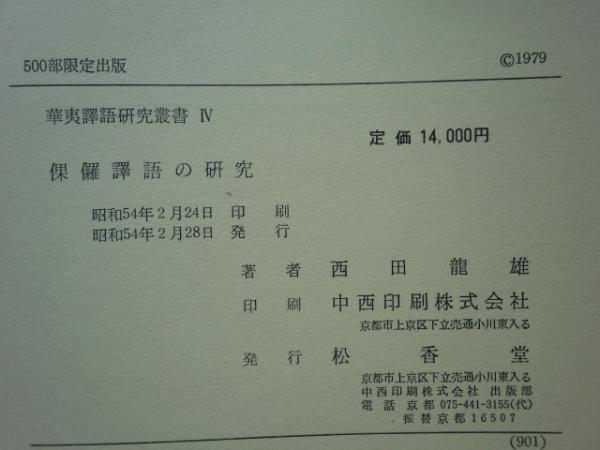 500部限定出版
©1979
華夷譯語研究叢書 Ⅳ
定価 14,000円
倮儸譯語の研究
昭和54年2月24日 印刷
昭和54年2月28日 発行
著者 西田龍雄
印刷 中西印刷株式会社
京都市上京区下立売通小川東入る
発行 松香堂
京都市上京区下立売通小川東入る
中西印刷株式会社 出版部
電話 京都 075-441-3155(代)
振替京都16507
(901)